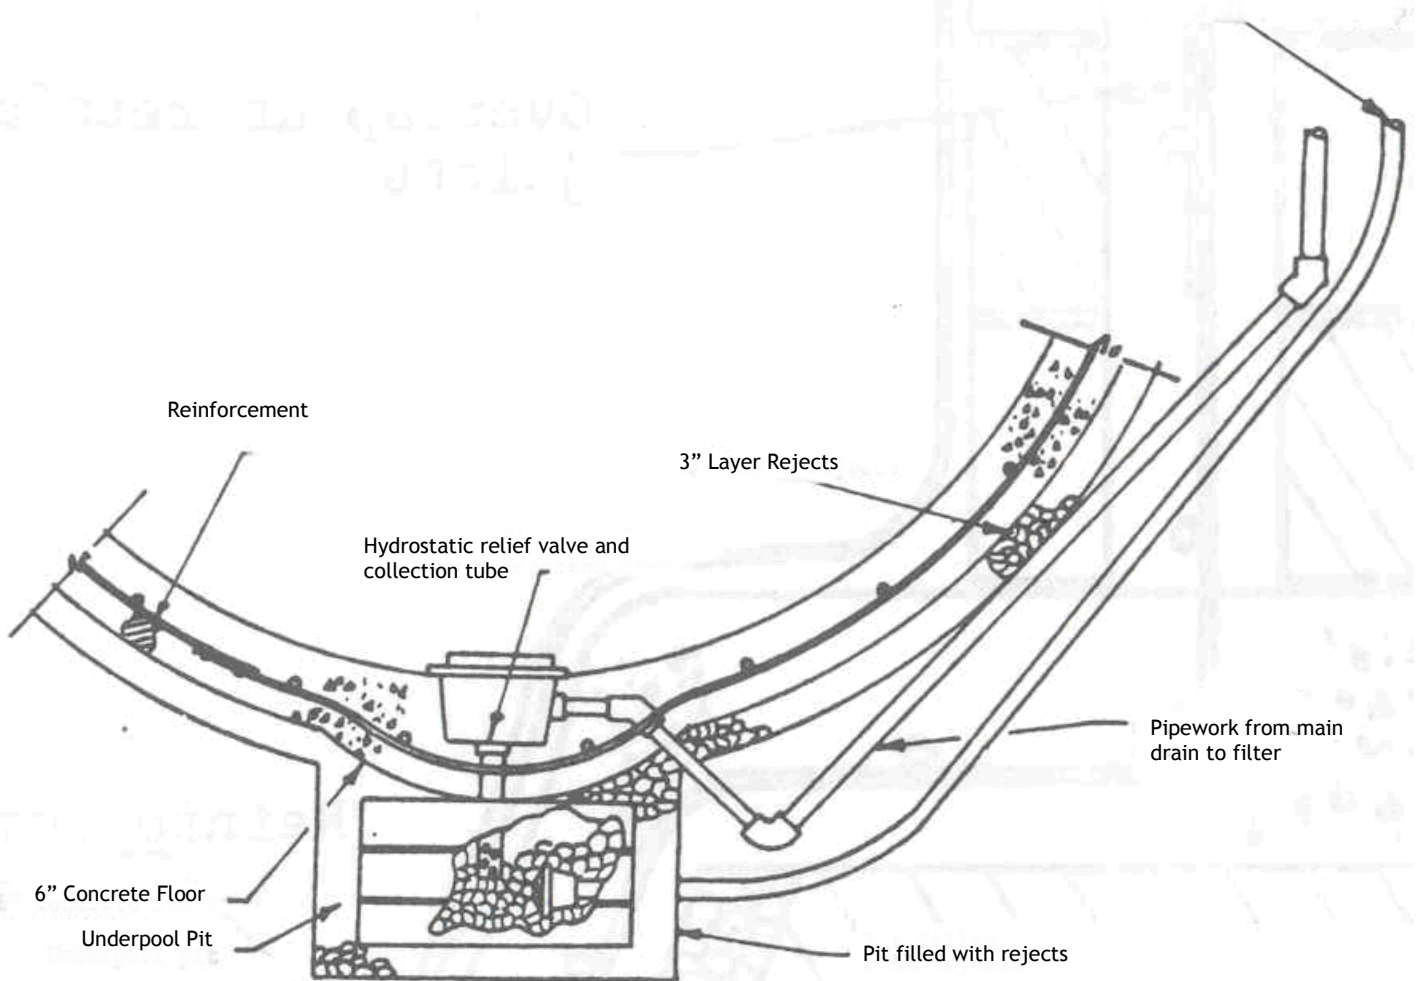 Reinforcement
3” Layer Rejects
Hydrostatic relief valve and
collection tube
Pipework from main
drain to filter
6” Concrete Floor
Underpool Pit
Pit filled with rejects